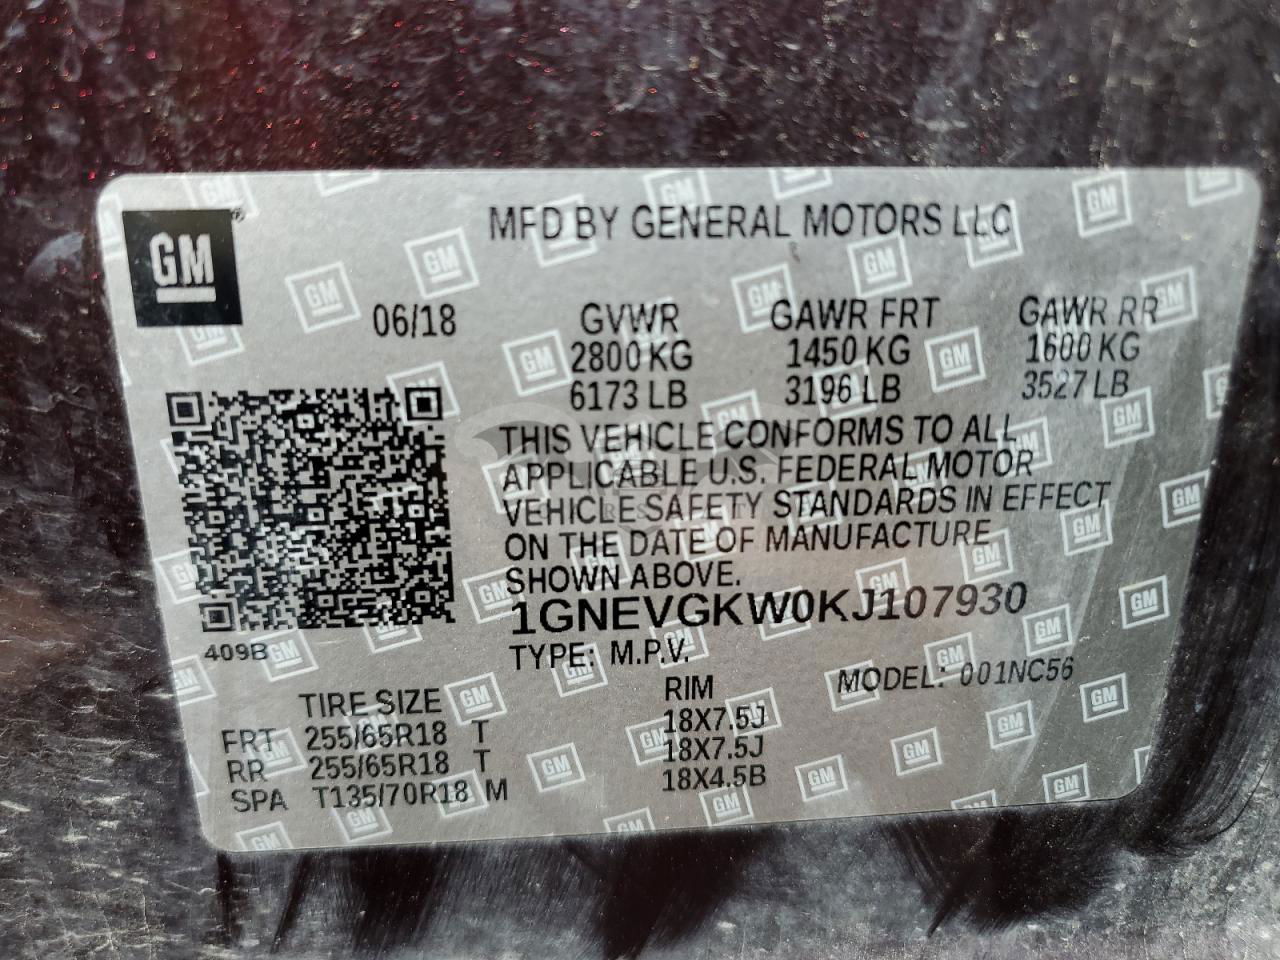 GM
MFD BY GENERAL MOTORS LLC
06/18 GVWR GAWR FRT GAWR RR
2800 KG 1450 KG 1600 KG
6173 LB 3196 LB 3527 LB
THIS VEHICLE CONFORMS TO ALL
APPLICABLE U.S. FEDERAL MOTOR
VEHICLE SAFETY STANDARDS IN EFFECT
ON THE DATE OF MANUFACTURE
SHOWN ABOVE.
1GNEVGKW0KJ107930
409B
TYPE: M.P.V. MODEL: 001NC56
TIRE SIZE RIM
FRT 255/65R18 T 18X7.5J
RR 255/65R18 T 18X7.5J
SPA T135/70R18 M 18X4.5B